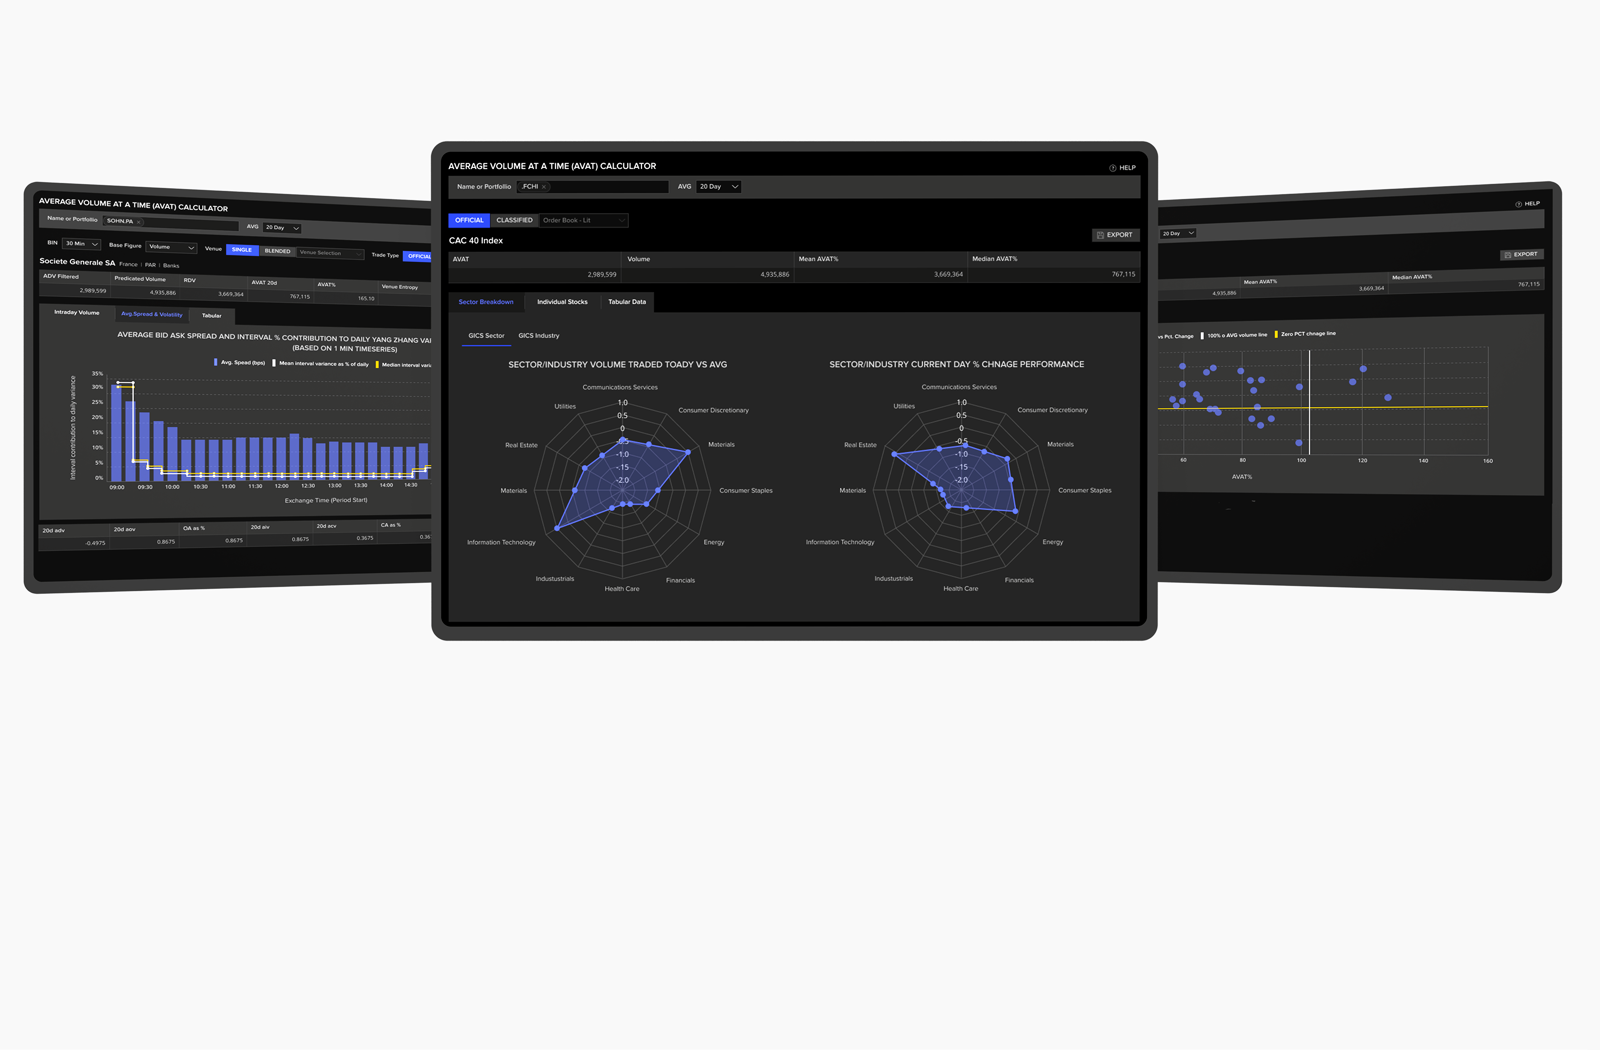 AVERAGE VOLUME AT A TIME (AVAT) CALCULATOR
Name or Portfolio SOHN.PA × AVG 20 Day
BIN 30 Min Base Figure Volume Venue SINGLE BLENDED Venue Selection Trade Type OFFICIAL
Societe Generale SA France | PAR | Banks
ADV Filtered Predicated Volume RDV AVAT 20d AVAT% Venue Entropy
2,989,599 4,935,886 3,669,364 767,115 165.10
Intraday Volume Avg.Spread & Volatility Tabular
AVERAGE BID ASK SPREAD AND INTERVAL % CONTRIBUTION TO DAILY YANG ZHANG
(BASED ON 1 MIN TIMESERIES)
Avg. Spead (bps) Mean interval variance as % of daily Median interval
Interval contribution to daily variance
35%
30%
25%
20%
15%
10%
5%
0%
09:00 09:30 10:00 10:30 11:00 11:30 12:00 12:30 13:00 13:30 14:00 14:30
Exchange Time (Period Start)
20d adv 20d aov OA as % 20d aiv 20d acv CA as %
-0.4975 0.8675 0.8675 0.8675 0.3675
AVERAGE VOLUME AT A TIME (AVAT) CALCULATOR
HELP
Name or Portfoilio .FCHI × AVG 20 Day
OFFICIAL CLASSIFIED Order Book - Lit
EXPORT
CAC 40 Index
AVAT Volume Mean AVAT% Median AVAT%
2,989,599 4,935,886 3,669,364 767,115
Sector Breakdown Individual Stocks Tabular Data
GICS Sector GICS Industry
SECTOR/INDUSTRY VOLUME TRADED TOADY VS AVG
Communications Services
Consumer Discretionary
Materials
Consumer Staples
Energy
Financials
Health Care
Industustrials
Information Technology
Materials
Real Estate
Utilities
1.0
0.5
0
-0.5
-1.0
-.15
-2.0
SECTOR/INDUSTRY CURRENT DAY % CHNAGE PERFORMANCE
Communications Services
Consumer Discretionary
Materials
Consumer Staples
Energy
Financials
Health Care
Industustrials
Information Technology
Materials
Real Estate
Utilities
1.0
0.5
0
-0.5
-1.0
-.15
-2.0
HELP
20 Day
EXPORT
Mean AVAT% Median AVAT%
4,935,886 3,669,364 767,115
vs Pct. Change 100% o AVG volume line Zero PCT chnage line
60 80 100 120 140 160
AVAT%